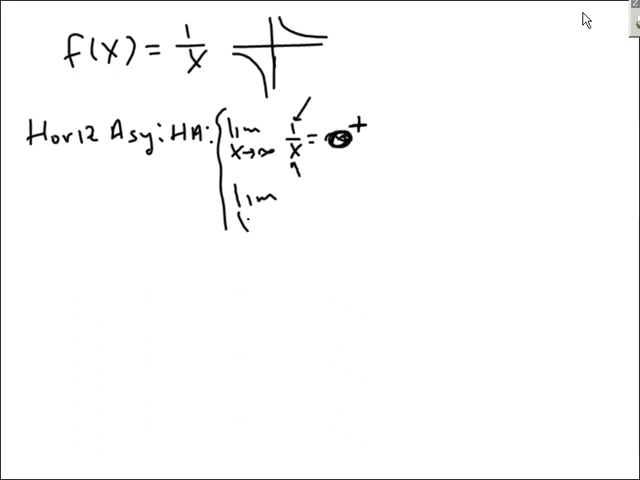 f(x) = 1/x
Horiz Asy: HA: lim x→∞ 1/x = 0⁺
lim